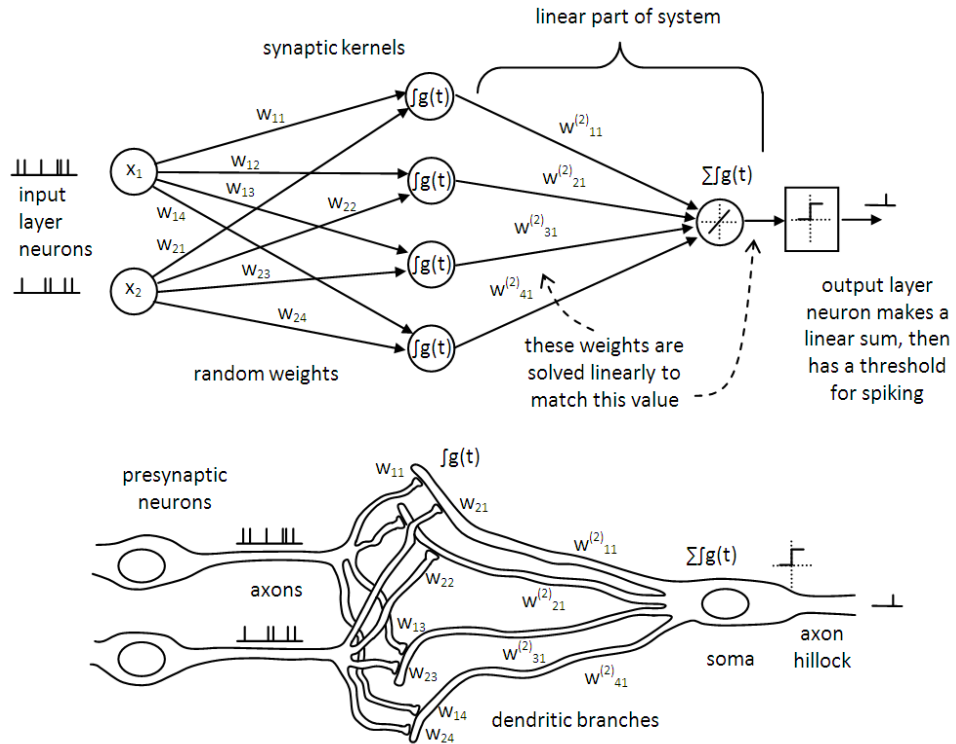 linear part of system
synaptic kernels
∫g(t)
W11
W(2)11
∑∫g(t)
X1
W12
∫g(t)
W(2)21
input
layer
neurons
W13
W14
W22
W(2)31
W21
∫g(t)
X2
W23
W(2)41
W24
∫g(t)
random weights
these weights are
solved linearly to
match this value
output layer
neuron makes a
linear sum, then
has a threshold
for spiking
presynaptic
neurons
W11
∫g(t)
W21
W(2)11
∑∫g(t)
axons
W22
W(2)21
W13
W(2)31
W23
W(2)41
soma
axon
hillock
W14
W24
dendritic branches